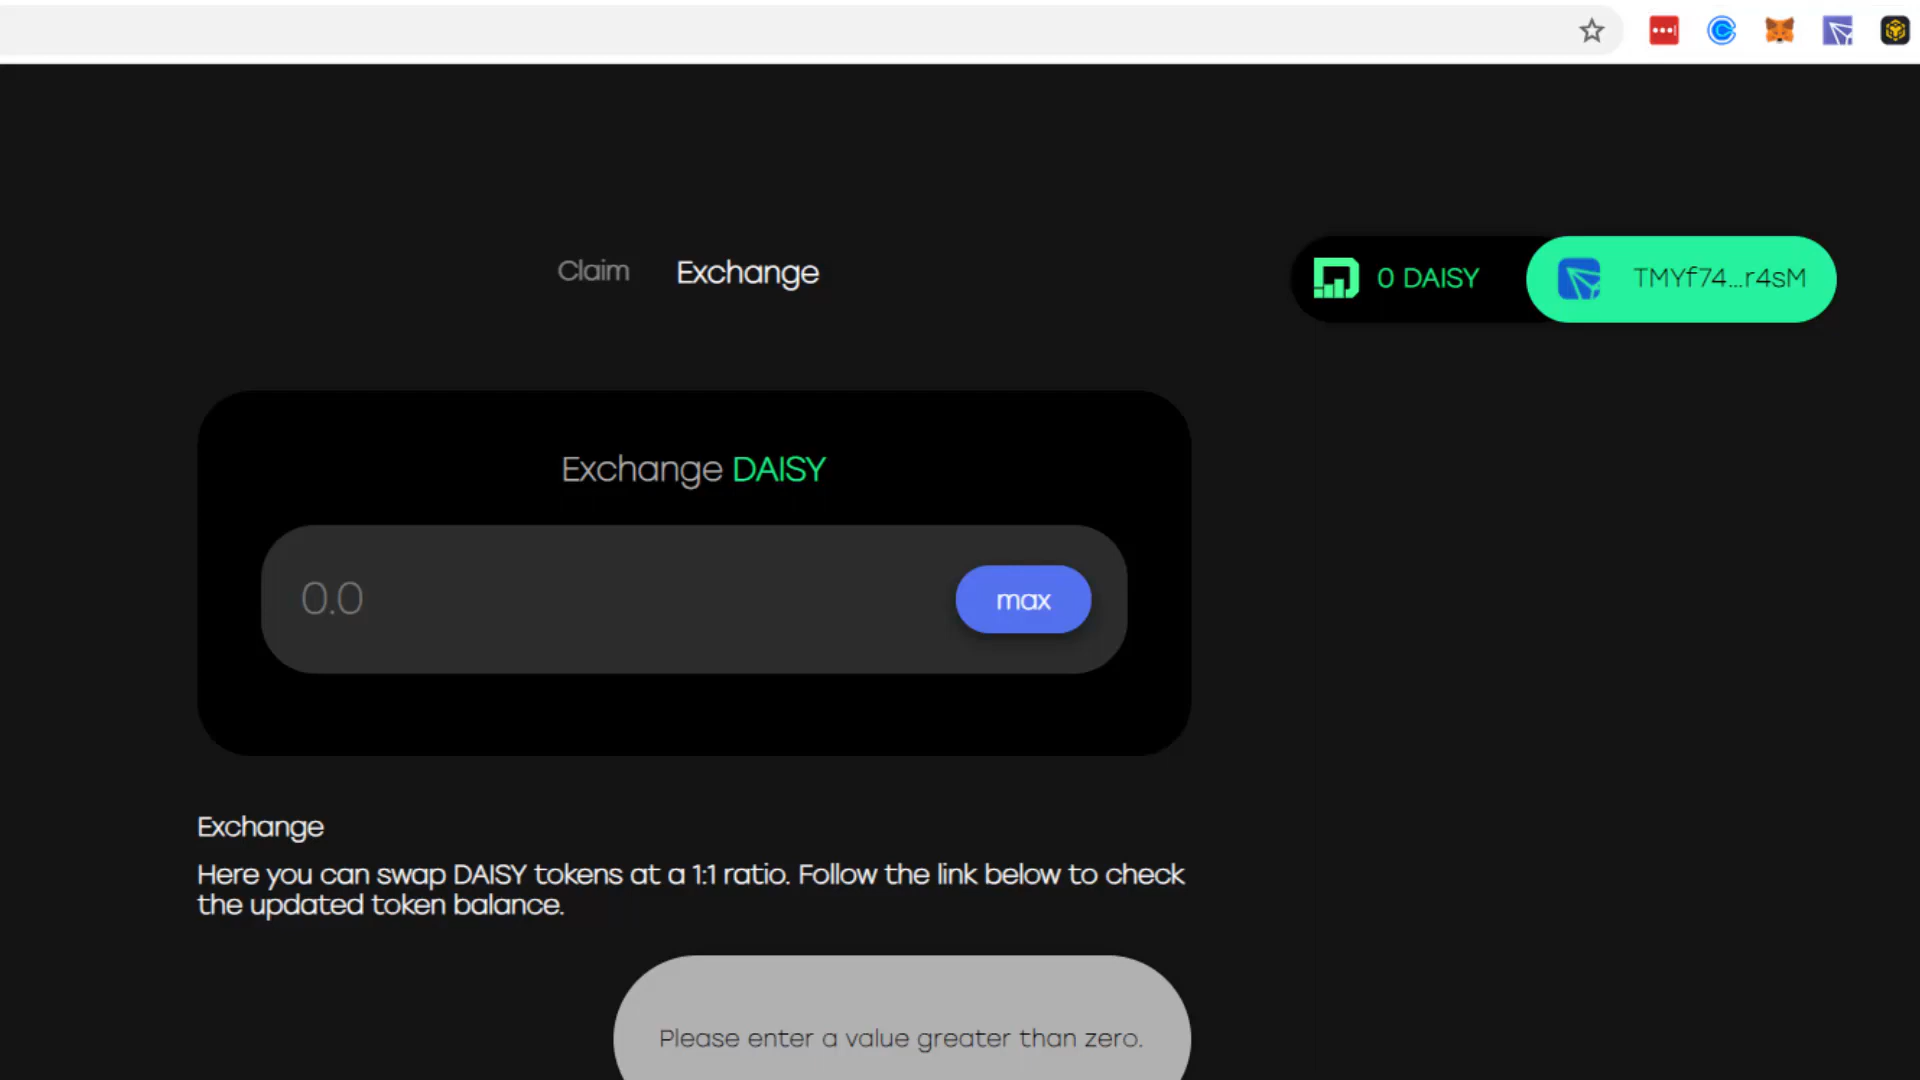 Claim Exchange
0 DAISY TMYf74...r4sM
Exchange DAISY
0.0 max
Exchange
Here you can swap DAISY tokens at a 1:1 ratio. Follow the link below to check
the updated token balance.
Please enter a value greater than zero.